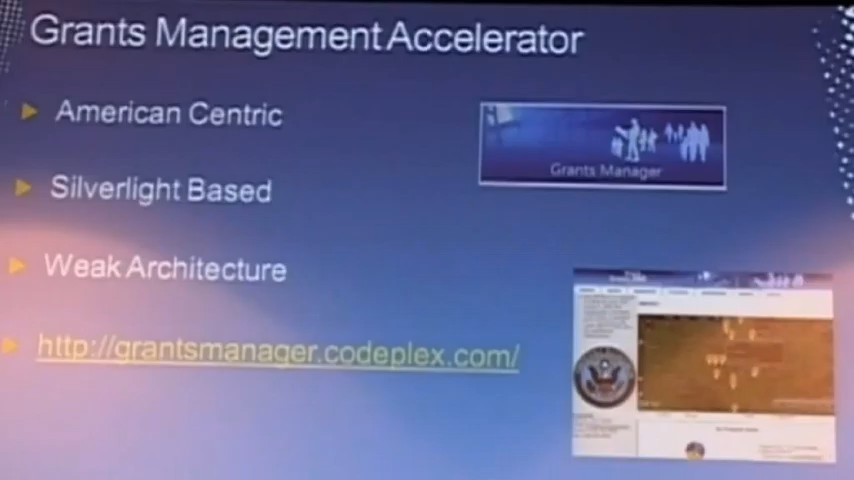 Grants Management Accelerator
American Centric
Grants Manager
Silverlight Based
Weak Architecture
http://grantsmanager.codeplex.com/